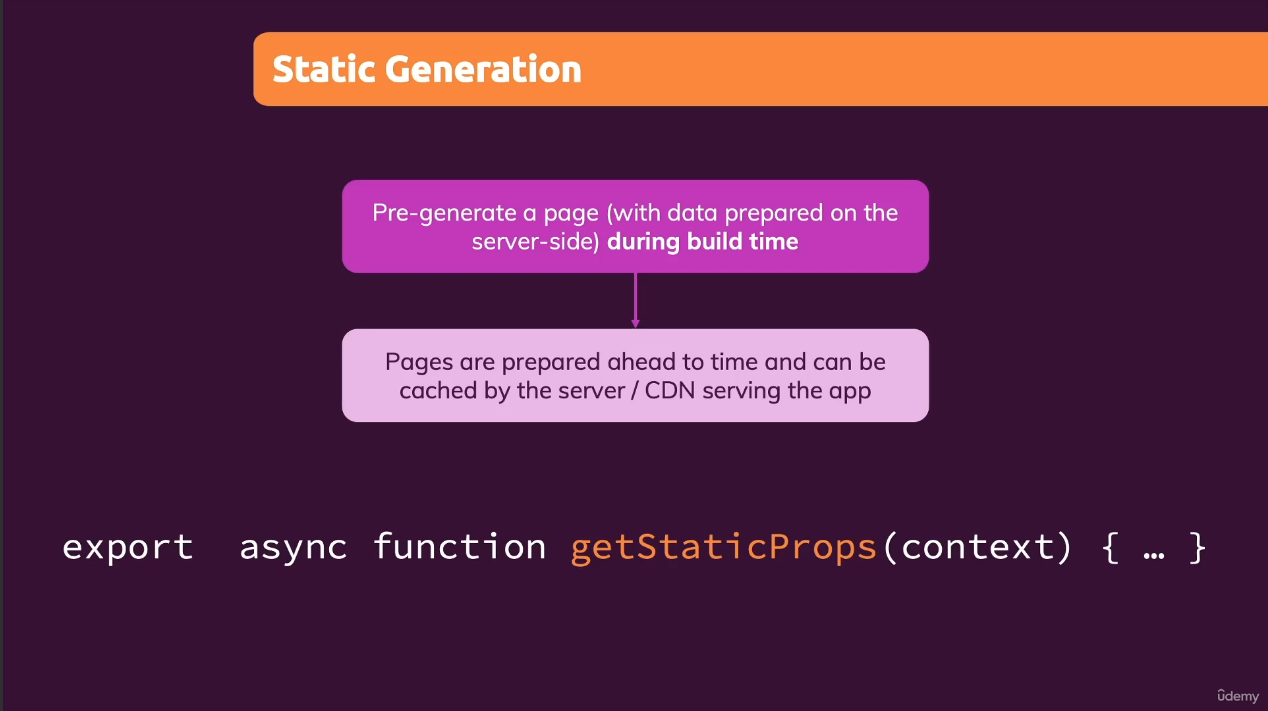 Static Generation
Pre-generate a page (with data prepared on the
server-side) during build time
Pages are prepared ahead to time and can be
cached by the server / CDN serving the app
export  async function getStaticProps(context) { … }
ûdemy